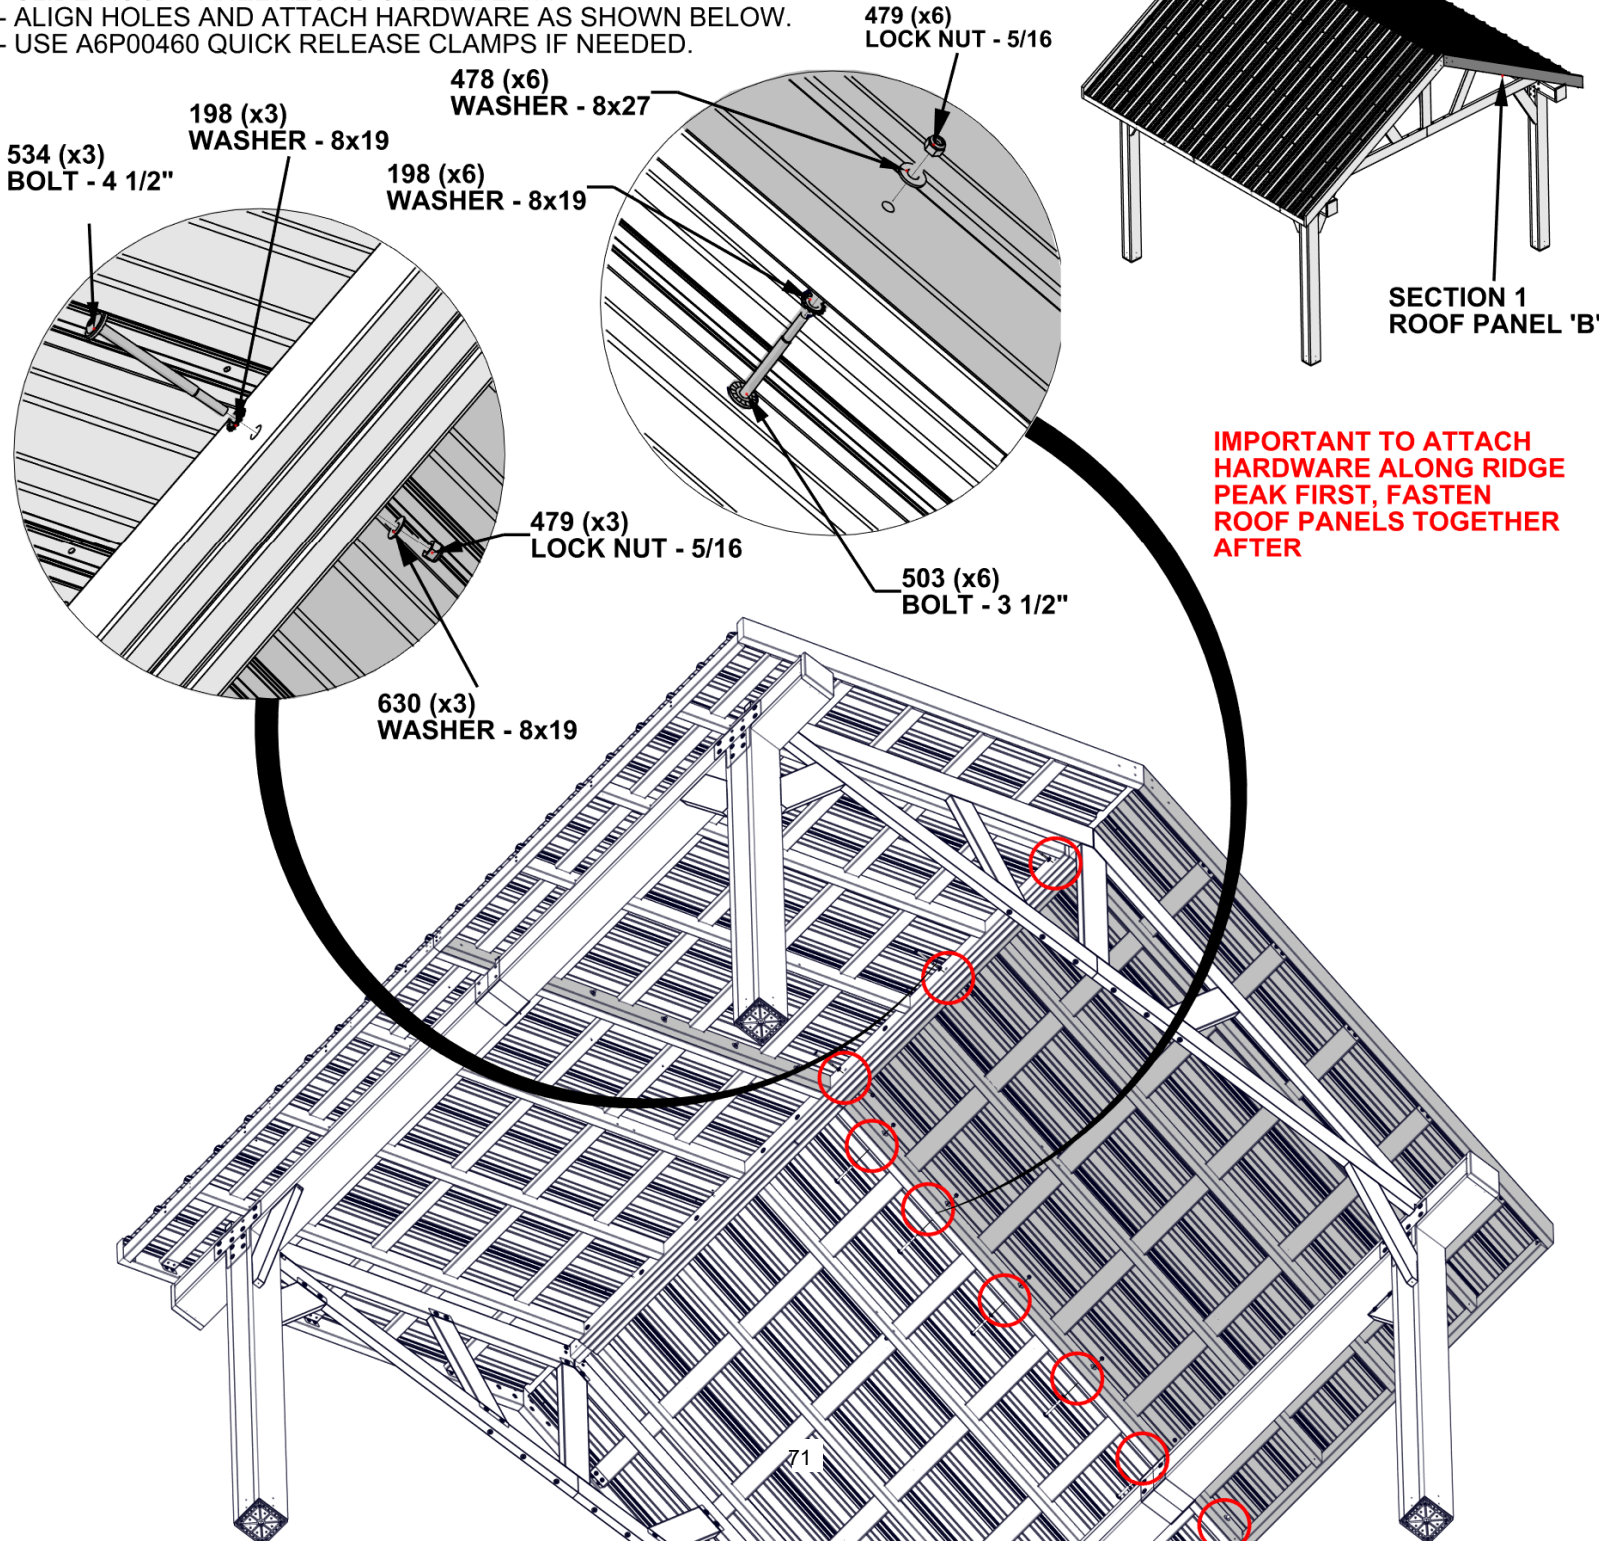 - ALIGN HOLES AND ATTACH HARDWARE AS SHOWN BELOW.
- USE A6P00460 QUICK RELEASE CLAMPS IF NEEDED.
479 (x6)
LOCK NUT - 5/16
478 (x6)
WASHER - 8x27
198 (x3)
WASHER - 8x19
534 (x3)
BOLT - 4 1/2"
198 (x6)
WASHER - 8x19
SECTION 1
ROOF PANEL 'B'
IMPORTANT TO ATTACH
HARDWARE ALONG RIDGE
PEAK FIRST, FASTEN
ROOF PANELS TOGETHER
AFTER
479 (x3)
LOCK NUT - 5/16
503 (x6)
BOLT - 3 1/2"
630 (x3)
WASHER - 8x19
71